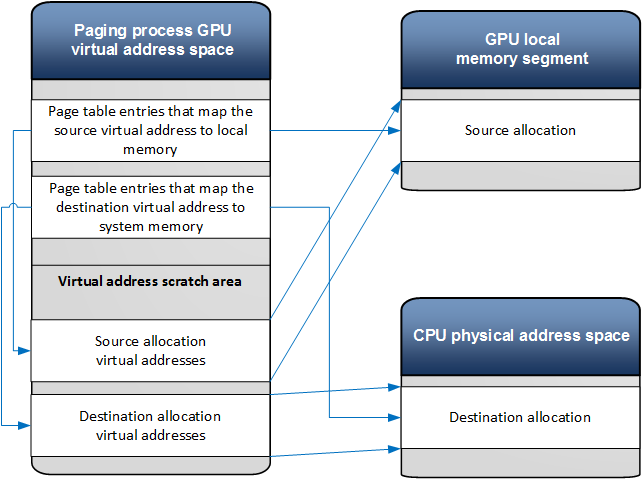 Paging process GPU
virtual address space
Page table entries that map the
source virtual address to local
memory
Page table entries that map the
destination virtual address to
system memory
Virtual address scratch area
Source allocation
virtual addresses
Destination allocation
virtual addresses
GPU local
memory segment
Source allocation
CPU physical address space
Destination allocation